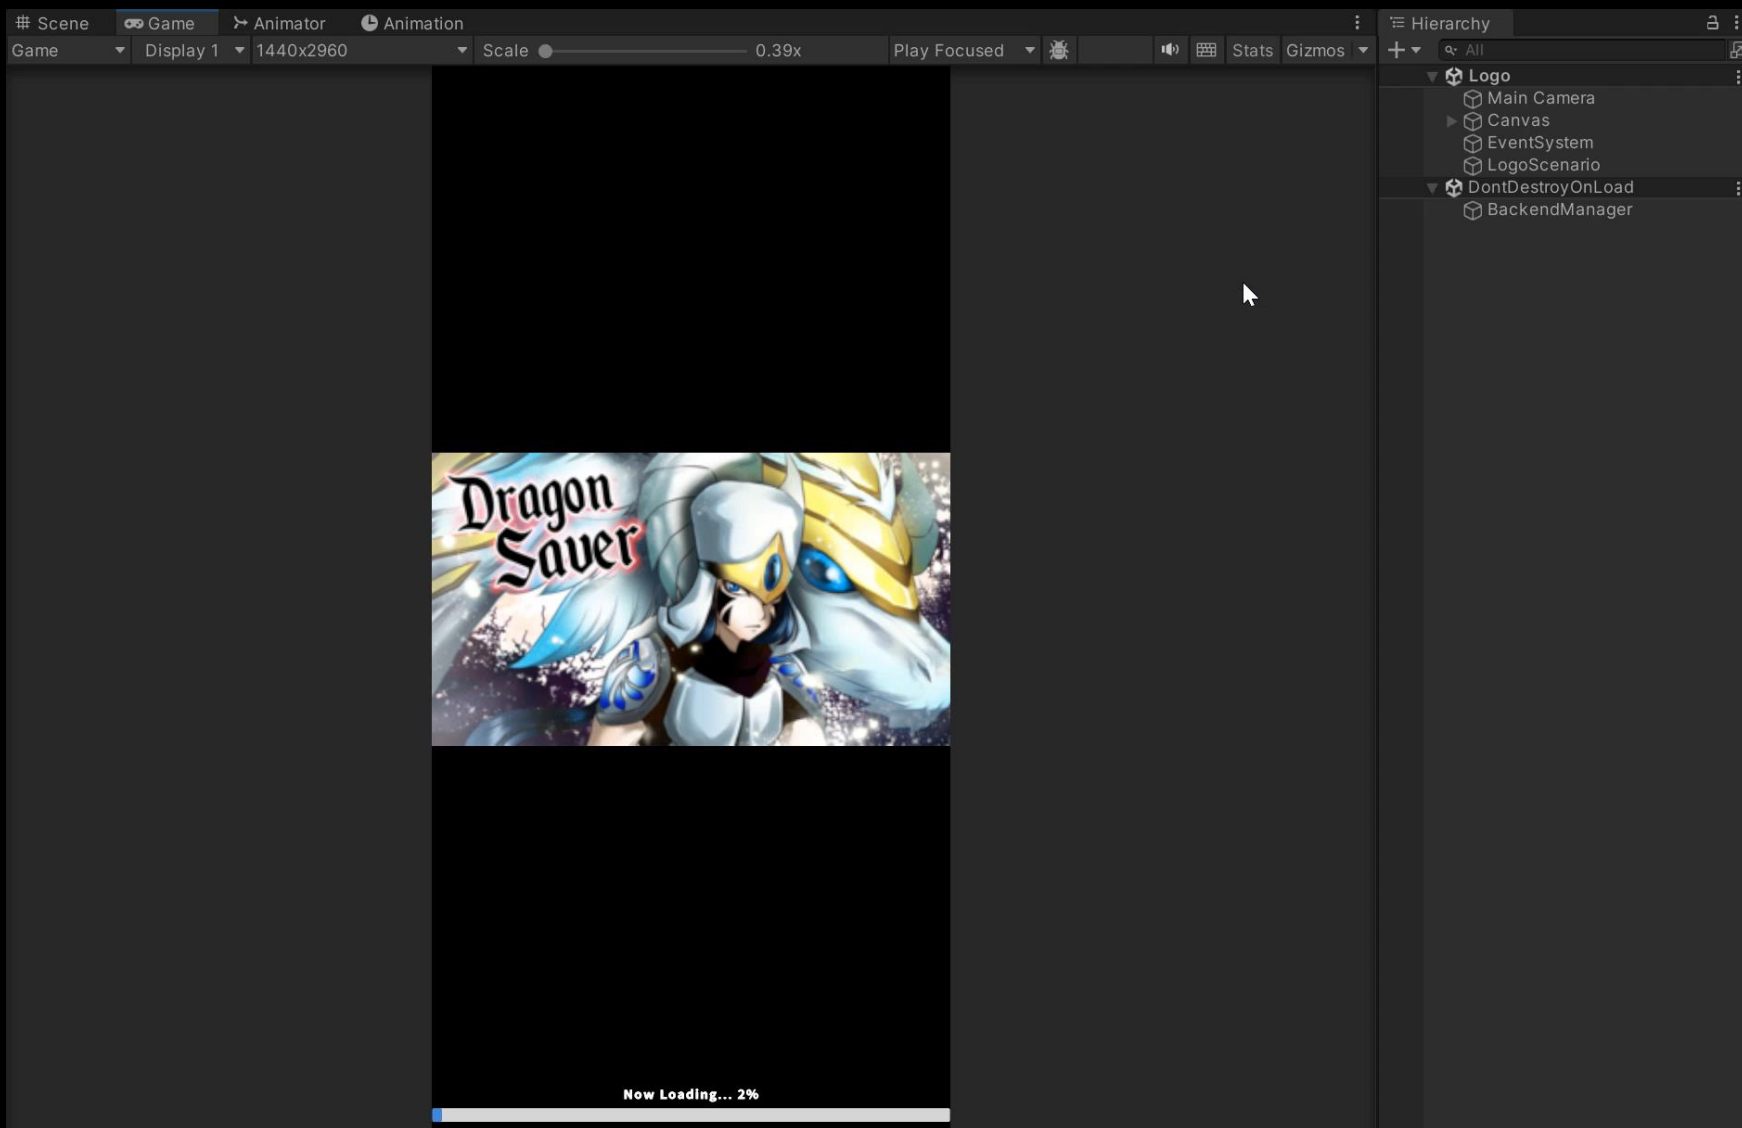 Scene Game Animator Animation
Game Display 1 1440x2960 Scale 0.39x Play Focused Stats Gizmos
Dragon
Saver
Now Loading... 2%
Hierarchy
All
Logo
Main Camera
Canvas
EventSystem
LogoScenario
DontDestroyOnLoad
BackendManager